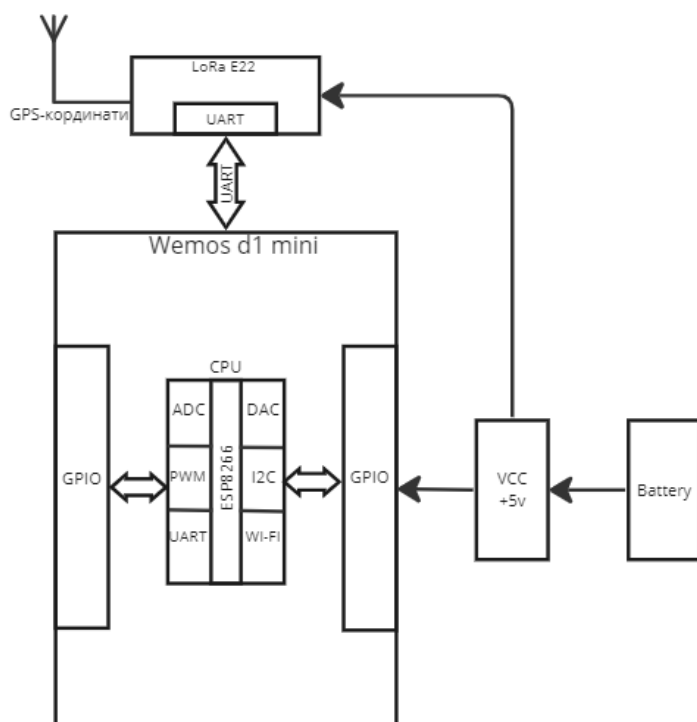 LoRa E22
GPS-кординати
UART
UART
Wemos d1 mini
CPU
ADC
DAC
GPIO
PWM
ESP8266
I2C
GPIO
VCC
+5v
Battery
UART
WI-FI